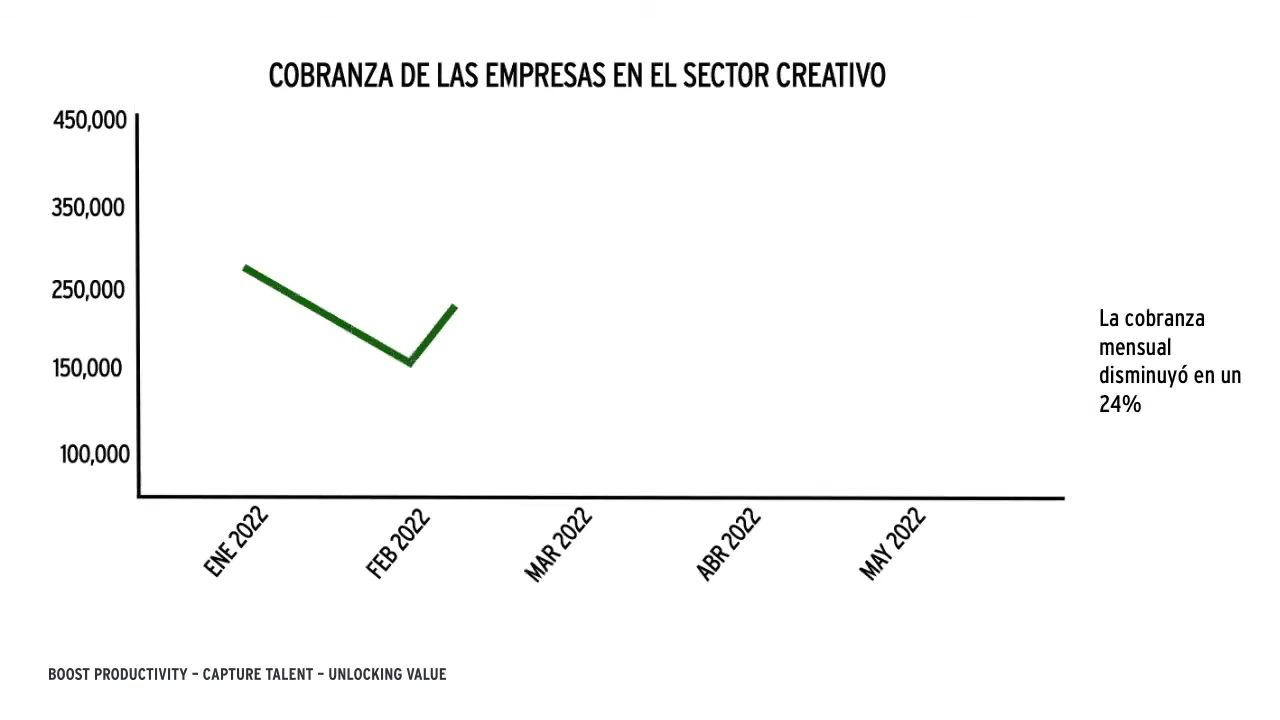 COBRANZA DE LAS EMPRESAS EN EL SECTOR CREATIVO
450,000
350,000
250,000
150,000
100,000
ENE 2022
FEB 2022
MAR 2022
ABR 2022
MAY 2022
La cobranza
mensual
disminuyó en un
24%
BOOST PRODUCTIVITY – CAPTURE TALENT – UNLOCKING VALUE